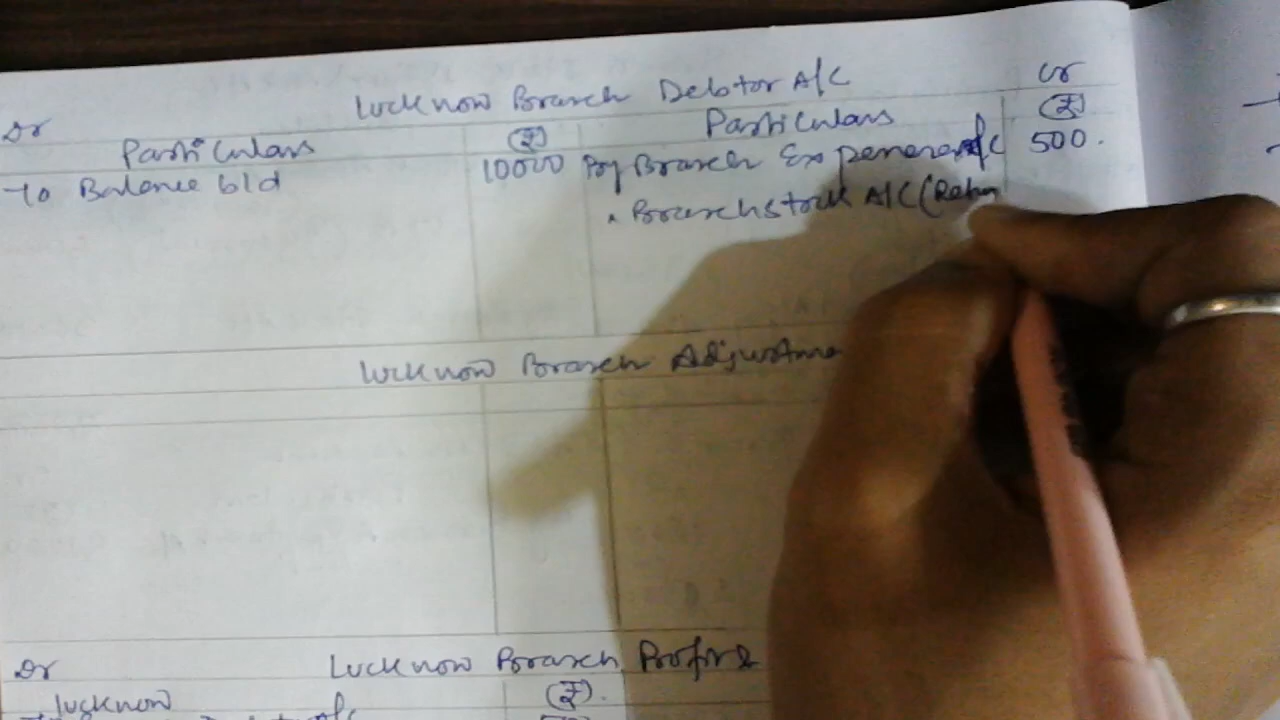 Lucknow Branch Debtor A/C
Dr Cr
Particulars (₹) Particulars (₹)
To Balance b/d 10000 By Branch Expenses A/c 500.
" Branch stock A/C (Retu
Lucknow Branch Adjustme
Dr Lucknow Branch Profit &
Lucknow (₹).